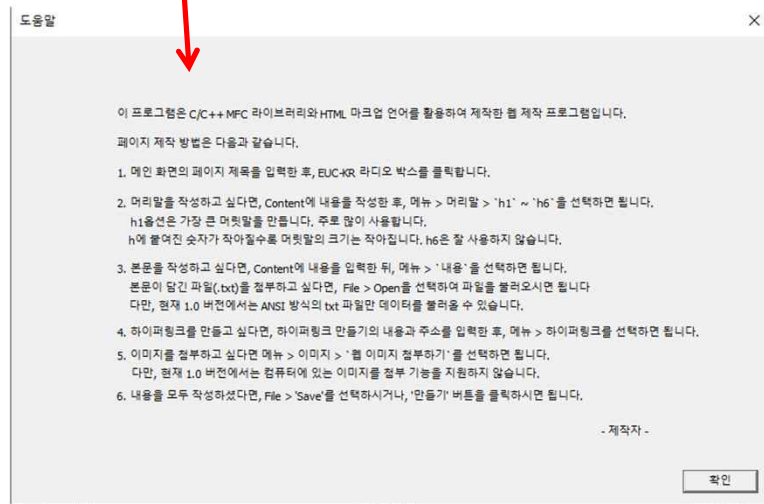 도움말
이 프로그램은 C/C++ MFC 라이브러리와 HTML 마크업 언어를 활용하여 제작한 웹 제작 프로그램입니다.
페이지 제작 방법은 다음과 같습니다.
1. 메인 화면의 페이지 제목을 입력한 후, EUC-KR 라디오 박스를 클릭합니다.
2. 머리말을 작성하고 싶다면, Content에 내용을 작성한 후, 메뉴 > 머리말 > `h1` ~ `h6`을 선택하면 됩니다.
h1옵션은 가장 큰 머릿말을 만듭니다. 주로 많이 사용합니다.
h에 붙여진 숫자가 작아질수록 머릿말의 크기는 작아집니다. h6은 잘 사용하지 않습니다.
3. 본문을 작성하고 싶다면, Content에 내용을 입력한 뒤, 메뉴 > `내용`을 선택하면 됩니다.
본문이 담긴 파일(.txt)을 첨부하고 싶다면, File > Open을 선택하여 파일을 불러오시면 됩니다
다만, 현재 1.0 버전에서는 ANSI 방식의 txt 파일만 데이터를 불러올 수 있습니다.
4. 하이퍼링크를 만들고 싶다면, 하이퍼링크 만들기의 내용과 주소를 입력한 후, 메뉴 > 하이퍼링크를 선택하면 됩니다.
5. 이미지를 첨부하고 싶다면 메뉴 > 이미지 > `웹 이미지 첨부하기`를 선택하면 됩니다.
다만, 현재 1.0 버전에서는 컴퓨터에 있는 이미지를 첨부 기능을 지원하지 않습니다.
6. 내용을 모두 작성하셨다면, File > 'Save'를 선택하시거나, '만들기' 버튼을 클릭하시면 됩니다.
- 제작자 -
확인